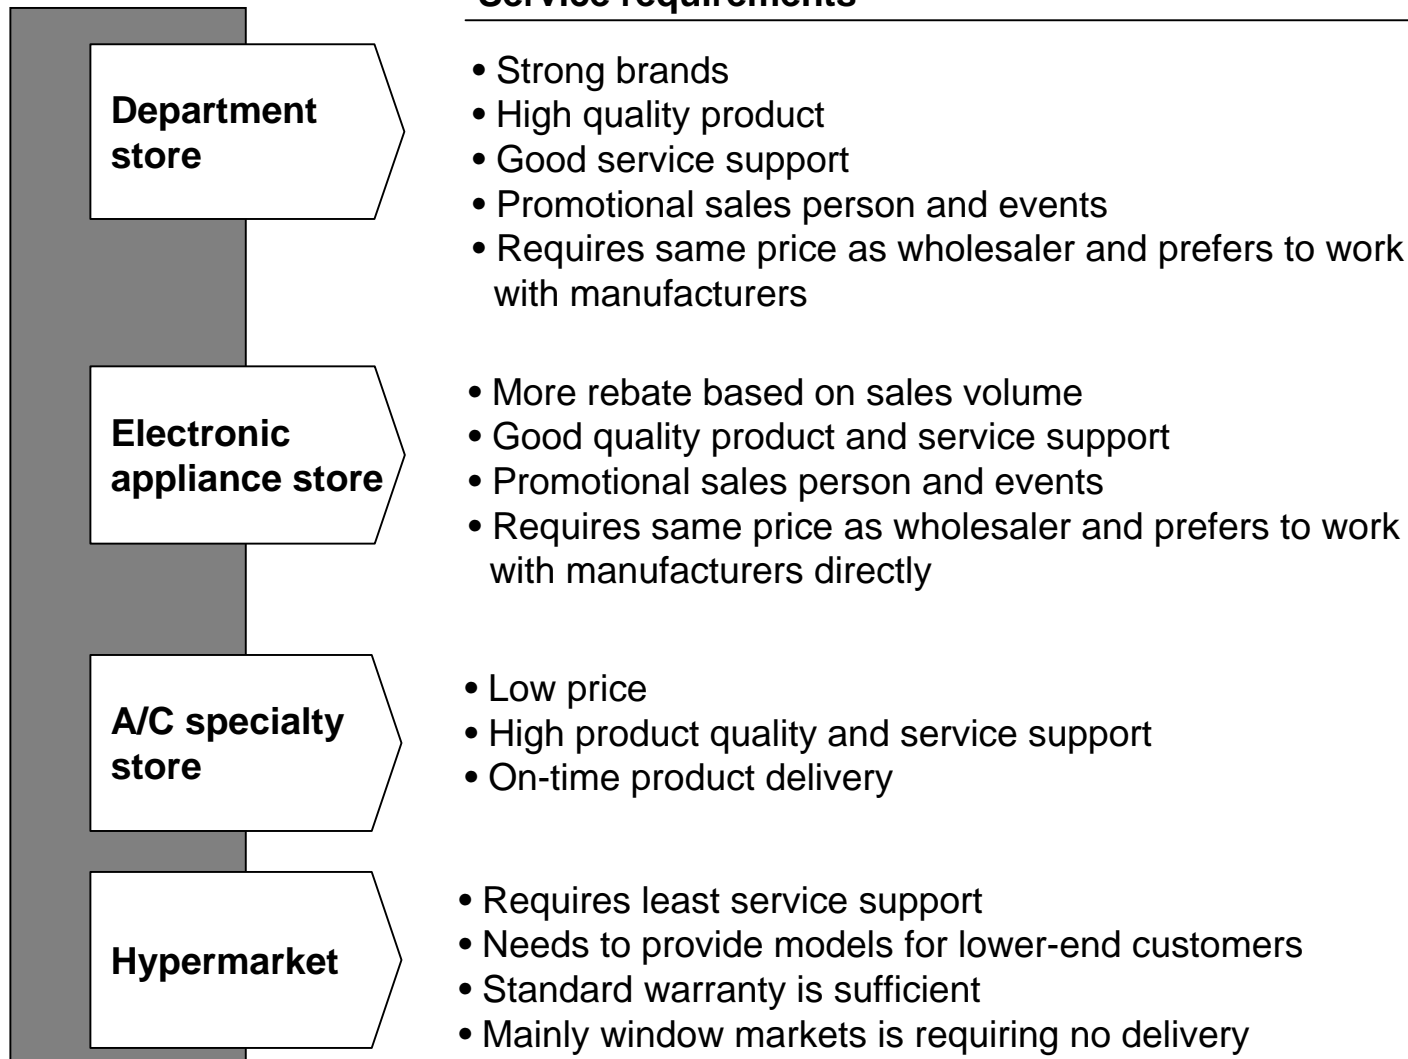 Service requirements
Department
store
• Strong brands
• High quality product
• Good service support
• Promotional sales person and events
• Requires same price as wholesaler and prefers to work
with manufacturers
Electronic
appliance store
• More rebate based on sales volume
• Good quality product and service support
• Promotional sales person and events
• Requires same price as wholesaler and prefers to work
with manufacturers directly
A/C specialty
store
• Low price
• High product quality and service support
• On-time product delivery
Hypermarket
• Requires least service support
• Needs to provide models for lower-end customers
• Standard warranty is sufficient
• Mainly window markets is requiring no delivery